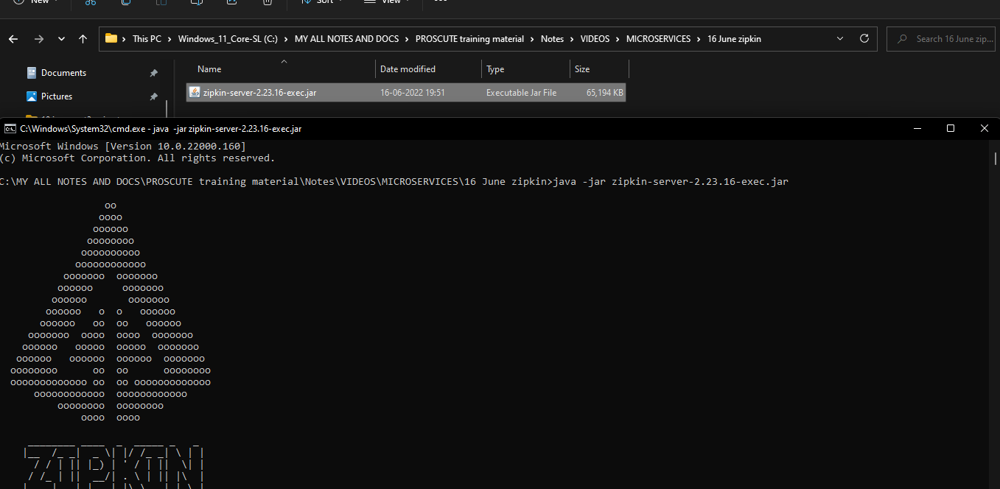 New Sort View
This PC > Windows_11_Core-SL (C:) > MY ALL NOTES AND DOCS > PROSCUTE training material > Notes > VIDEOS > MICROSERVICES > 16 June zipkin
Search 16 June zip...
Documents
Pictures
Name Date modified Type Size
zipkin-server-2.23.16-exec.jar 16-06-2022 19:51 Executable Jar File 65,194 KB
C:\Windows\System32\cmd.exe - java -jar zipkin-server-2.23.16-exec.jar
Microsoft Windows [Version 10.0.22000.160]
(c) Microsoft Corporation. All rights reserved.
C:\MY ALL NOTES AND DOCS\PROSCUTE training material\Notes\VIDEOS\MICROSERVICES\16 June zipkin>java -jar zipkin-server-2.23.16-exec.jar
oo
oooo
oooooo
oooooooo
oooooooooo
oooooooooooo
ooooooo  ooooooo
oooooo     ooooooo
oooooo       ooooooo
oooooo   o  o   oooooo
oooooo   oo  oo   oooooo
ooooooo  oooo  oooo  ooooooo
oooooo   ooooo  ooooo  ooooooo
oooooo   oooooo  oooooo  ooooooo
oooooooo      oo  oo      oooooooo
ooooooooooooo oo  oo ooooooooooooo
oooooooooooo  oooooooooooo
oooooooo  oooooooo
oooo  oooo
ZIPKIN